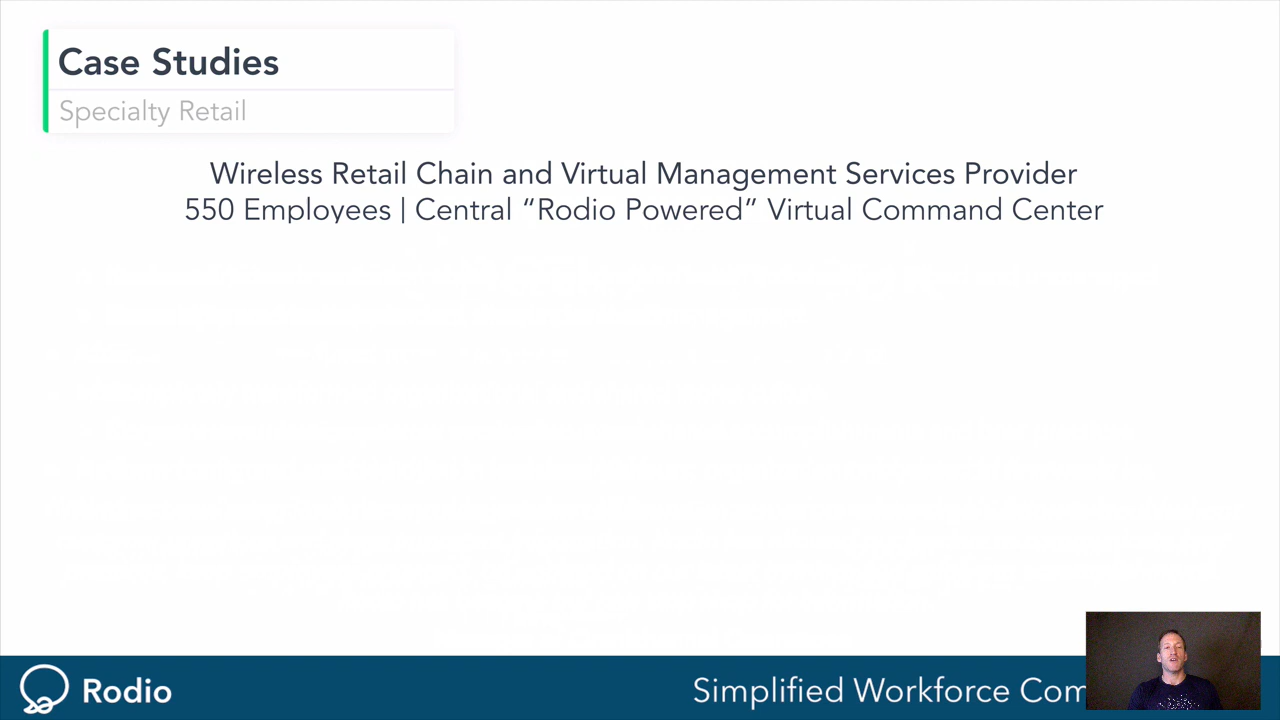 Case Studies
Specialty Retail
Wireless Retail Chain and Virtual Management Services Provider
550 Employees | Central “Rodio Powered” Virtual Command Center
Rodio
Simplified Workforce Com